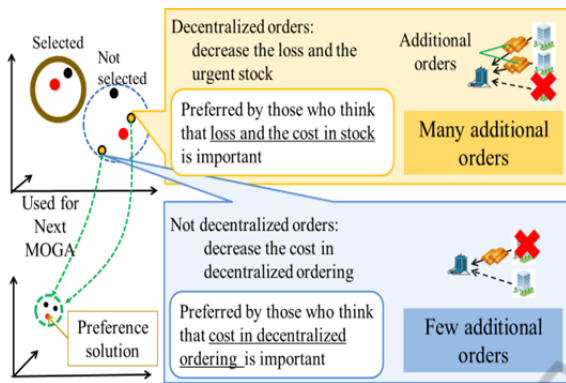 Selected
Not
selected
Used for
Next
MOGA
Preference
solution
Decentralized orders:
decrease the loss and the
urgent stock
Preferred by those who think
that loss and the cost in stock
is important
Additional
orders
Many additional
orders
Not decentralized orders:
decrease the cost in
decentralized ordering
Preferred by those who think
that cost in decentralized
ordering is important
Few additional
orders